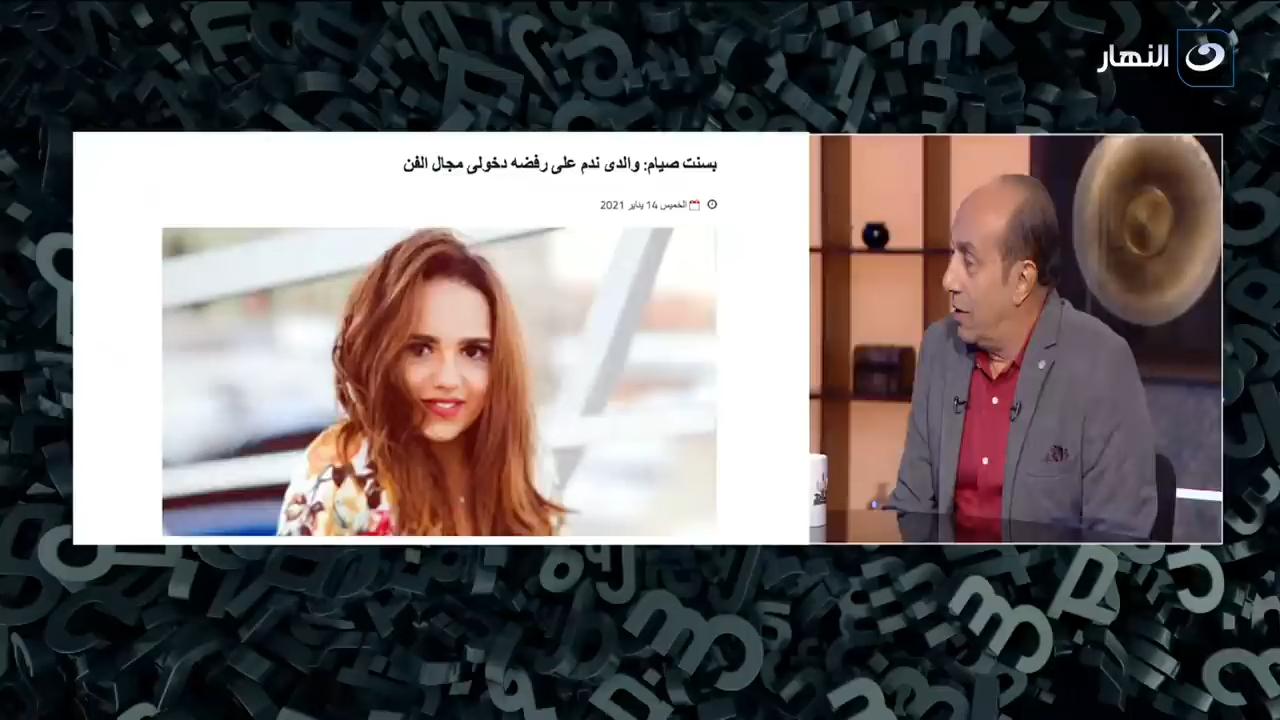 النهار
بسنت صيام: والدى ندم على رفضه دخولى مجال الفن
الخميس 14 يناير 2021